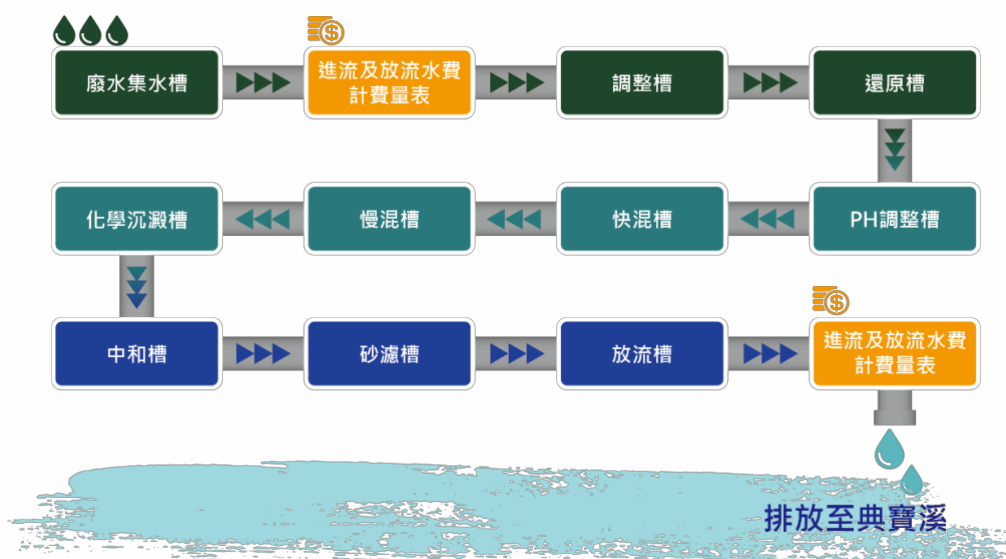 廢水集水槽
進流及放流水費
計費量表
調整槽
還原槽
PH調整槽
快混槽
慢混槽
化學沉澱槽
中和槽
砂濾槽
放流槽
進流及放流水費
計費量表
排放至典寶溪